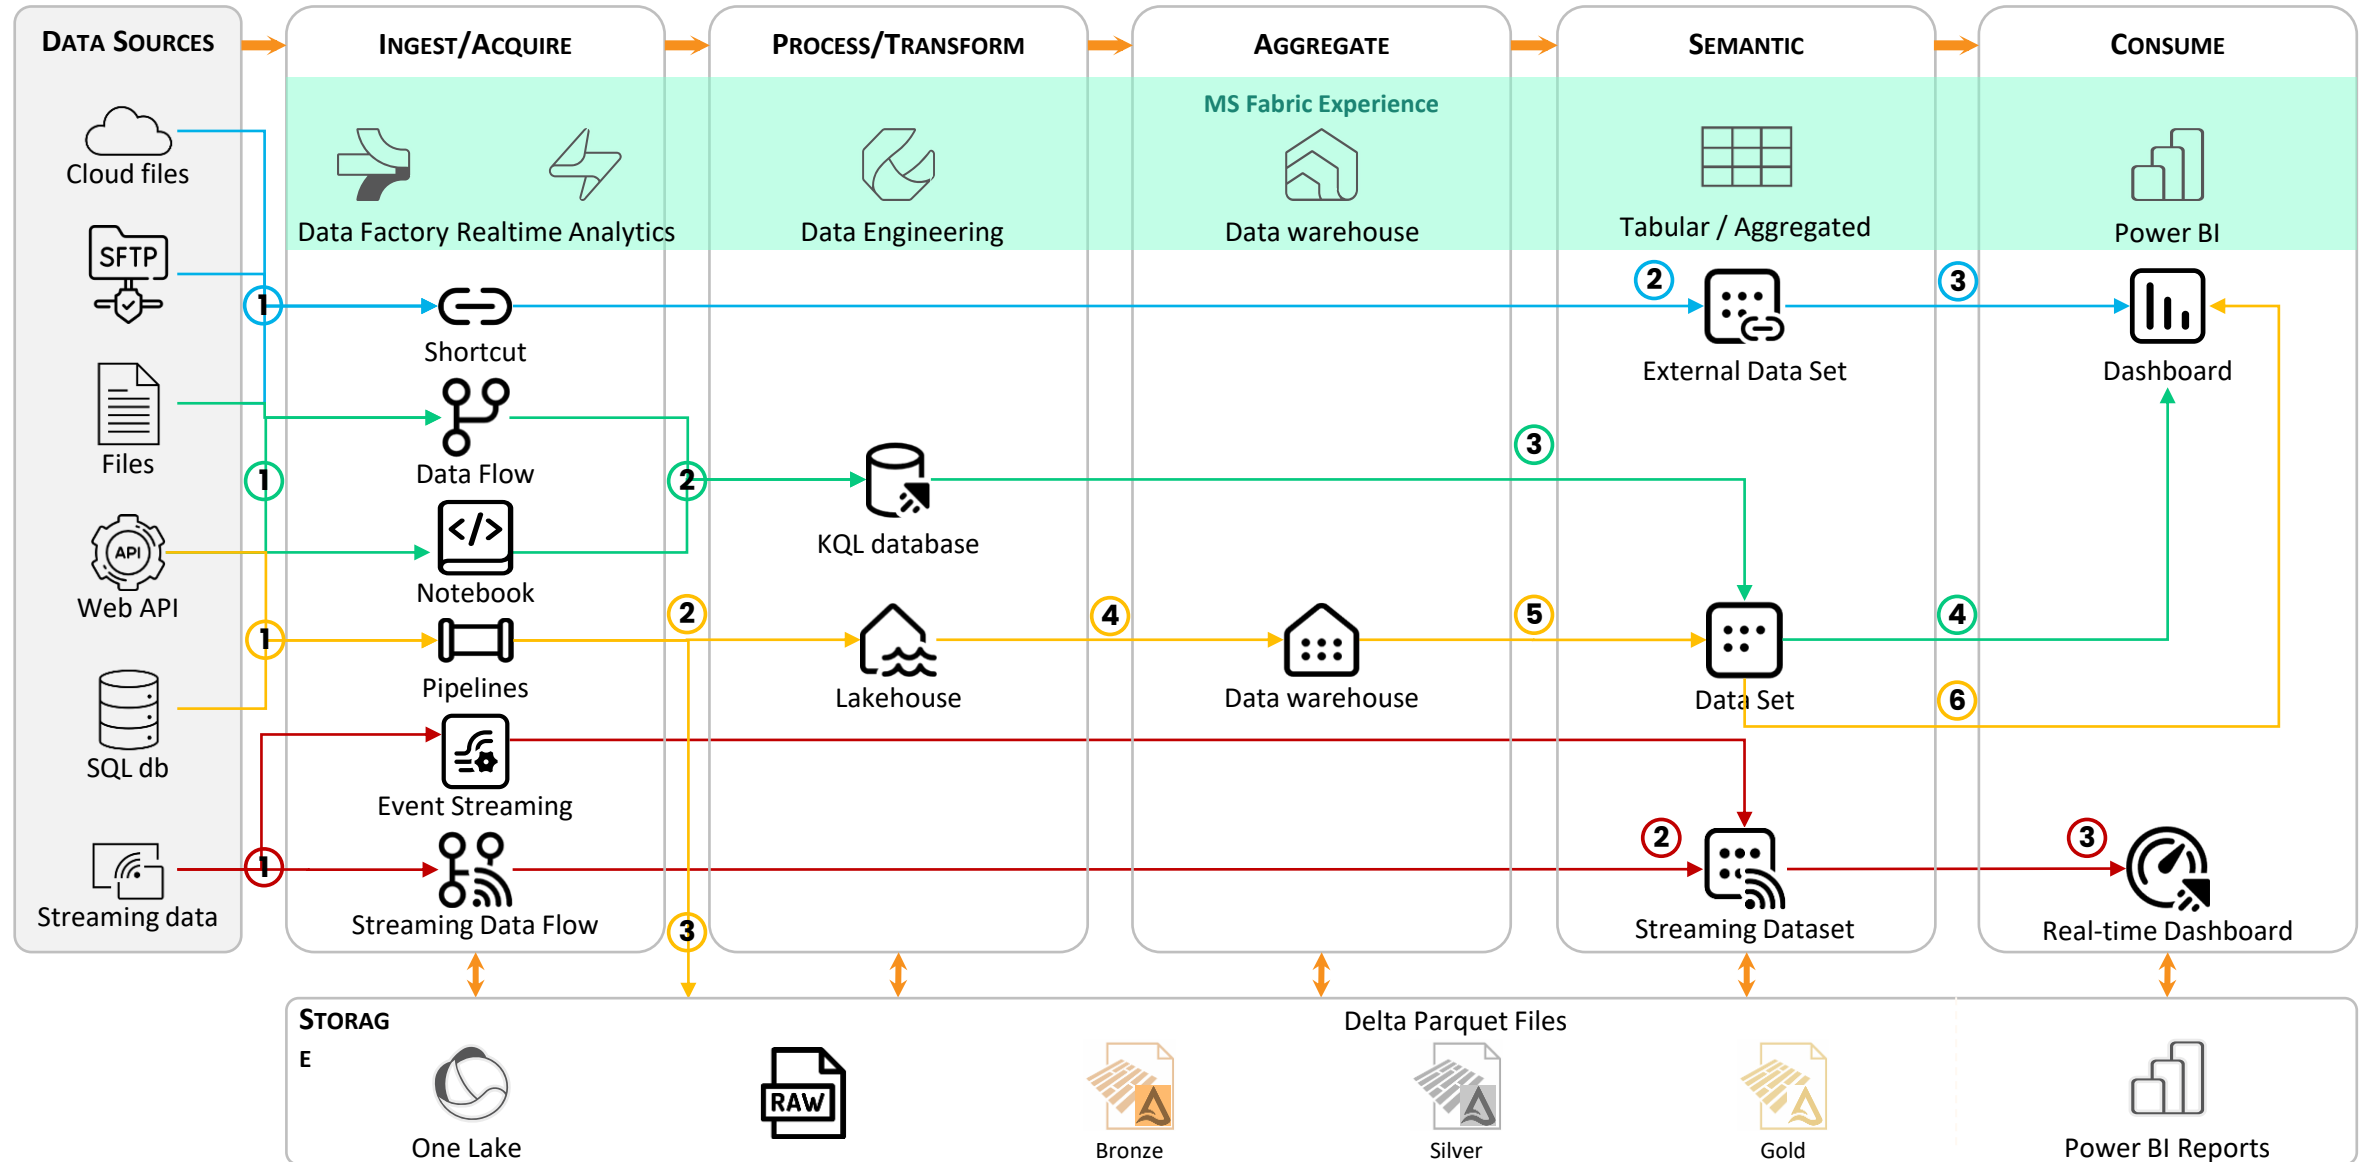 DATA SOURCES
INGEST/ACQUIRE
PROCESS/TRANSFORM
AGGREGATE
SEMANTIC
CONSUME
MS Fabric Experience
Data Factory
Realtime Analytics
Data Engineering
Data warehouse
Tabular / Aggregated
Power BI
Cloud files
SFTP
Files
API
Web API
SQL db
Streaming data
1
Shortcut
2
External Data Set
3
Dashboard
1
Data Flow
</>
Notebook
2
KQL database
3
4
1
Pipelines
2
Lakehouse
4
Data warehouse
5
Data Set
6
3
Event Streaming
1
Streaming Data Flow
2
Streaming Dataset
3
Real-time Dashboard
STORAG
E
Delta Parquet Files
One Lake
RAW
Bronze
Silver
Gold
Power BI Reports